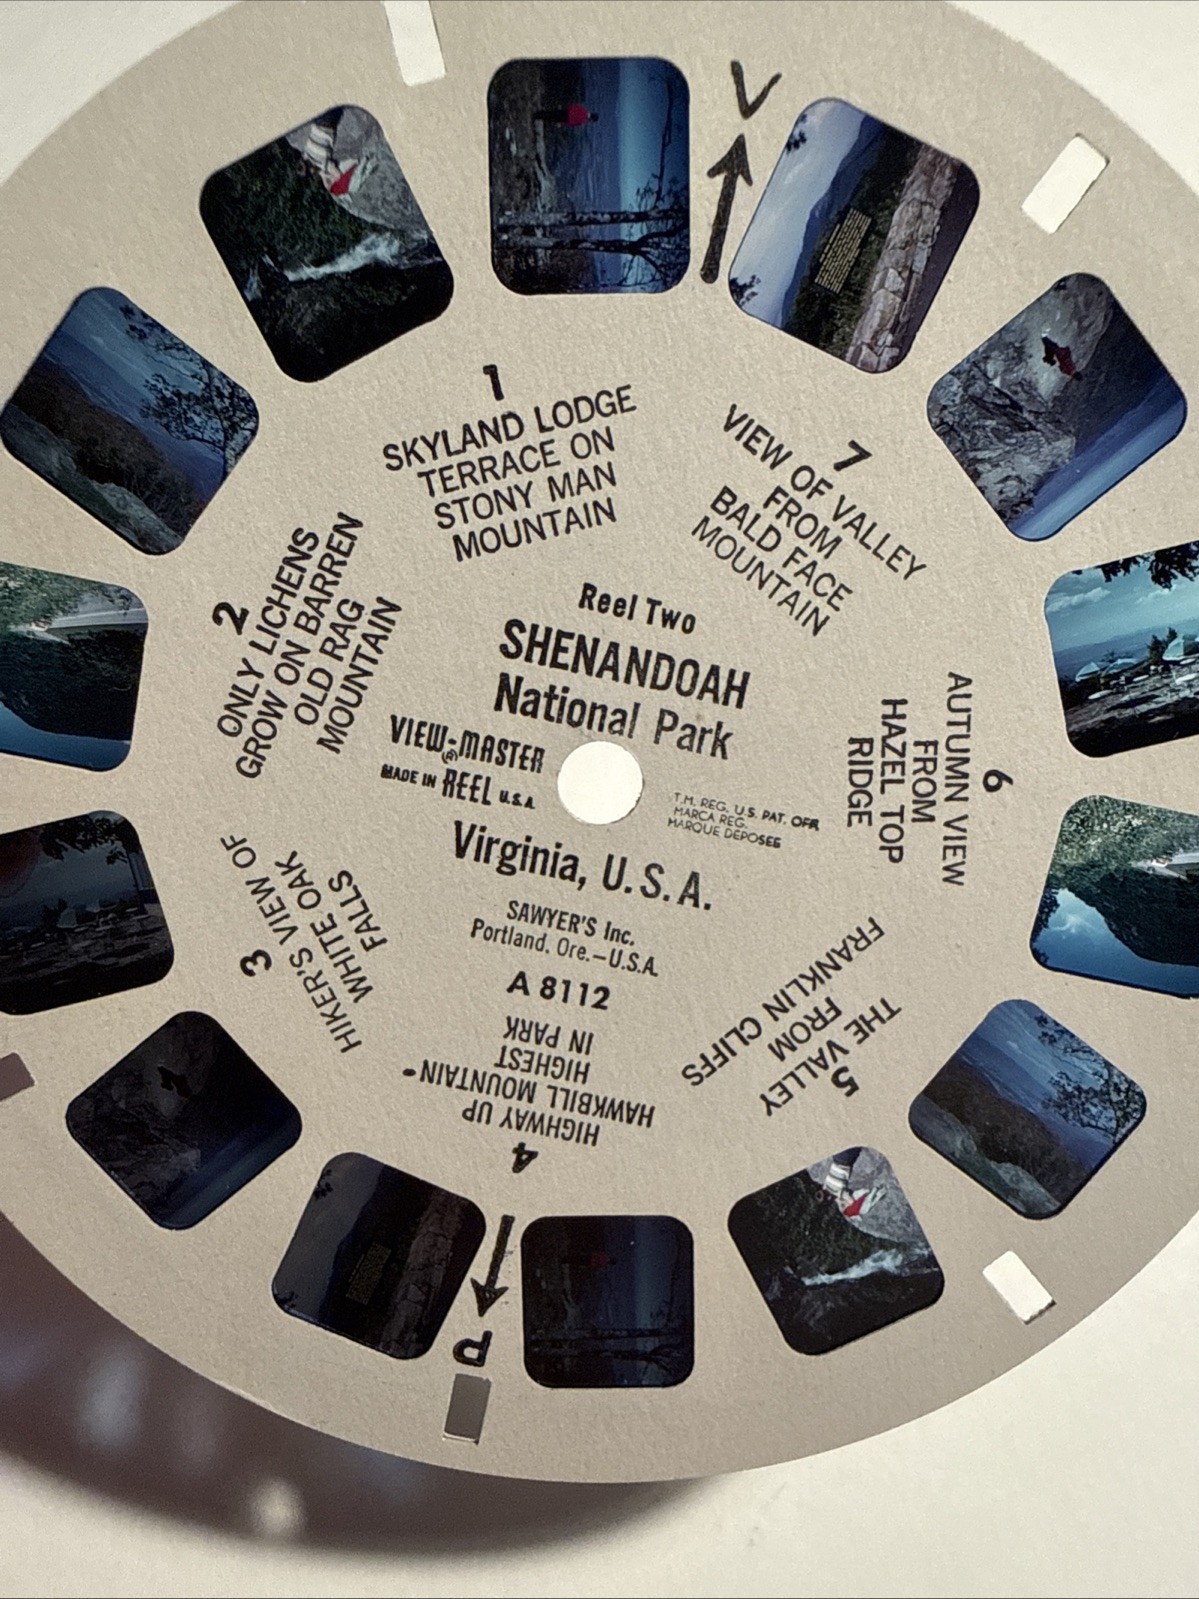 V
1
SKYLAND LODGE
TERRACE ON
STONY MAN
MOUNTAIN
7
VIEW OF VALLEY
FROM
BALD FACE
MOUNTAIN
2
ONLY LICHENS
GROW ON BARREN
OLD RAG
MOUNTAIN
Reel Two
SHENANDOAH
National Park
VIEW-MASTER
(R)
MADE IN REEL U.S.A.
T.M. REG. U.S. PAT. OFF.
MARCA REG.
MARQUE DEPOSEE
Virginia, U.S.A.
SAWYER'S Inc.
Portland, Ore.—U.S.A.
A 8112
6
AUTUMN VIEW
FROM
HAZEL TOP
RIDGE
3
HIKER'S VIEW OF
WHITE OAK
FALLS
4
HIGHWAY UP
HAWKBILL MOUNTAIN-
HIGHEST
IN PARK
5
THE VALLEY
FROM
FRANKLIN CLIFFS
P